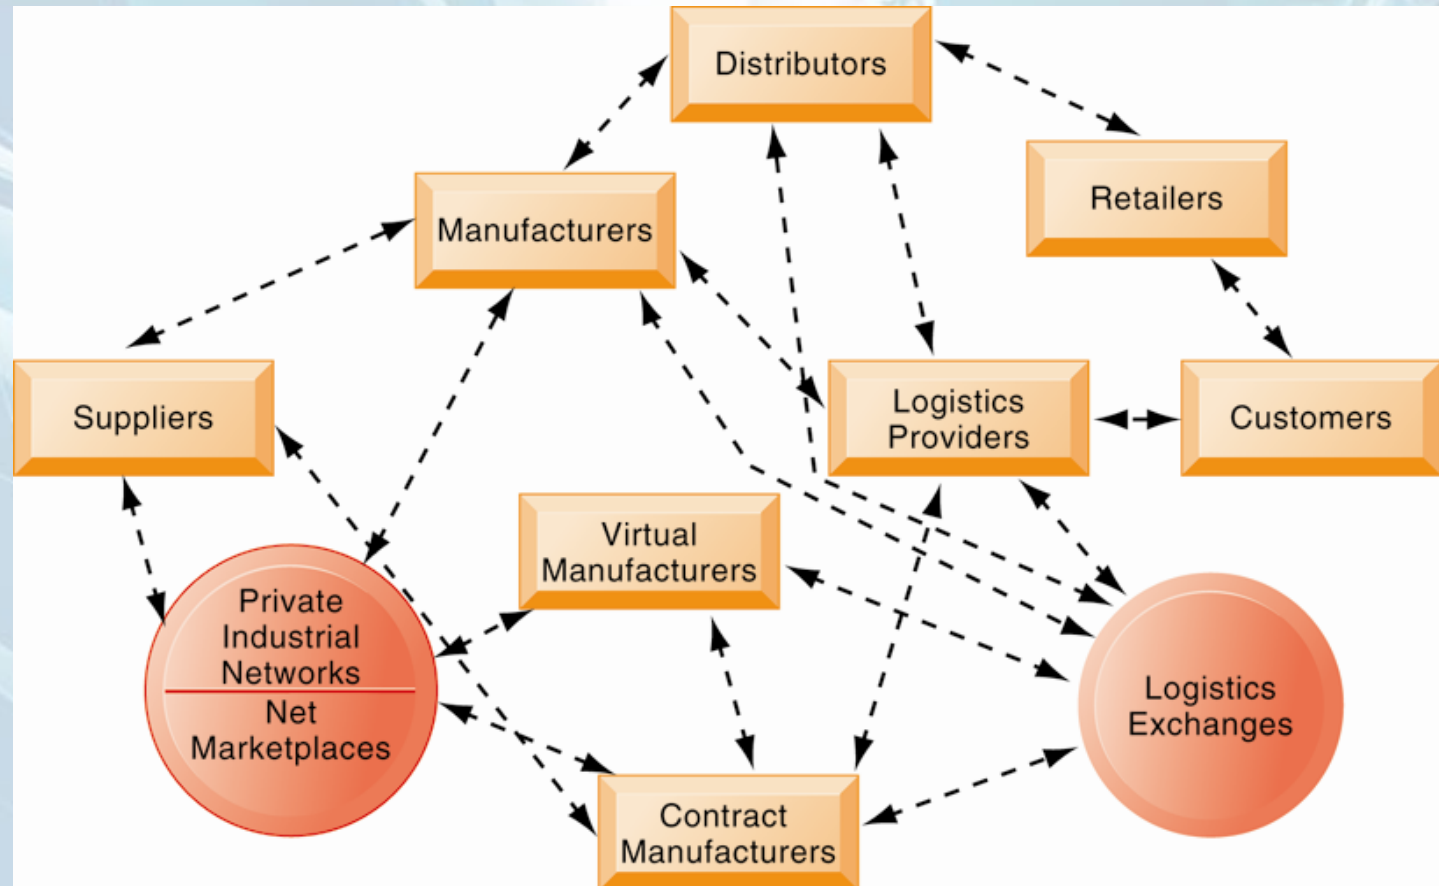 Distributors
Retailers
Manufacturers
Suppliers
Logistics
Providers
Customers
Virtual
Manufacturers
Private
Industrial
Networks
Net
Marketplaces
Logistics
Exchanges
Contract
Manufacturers